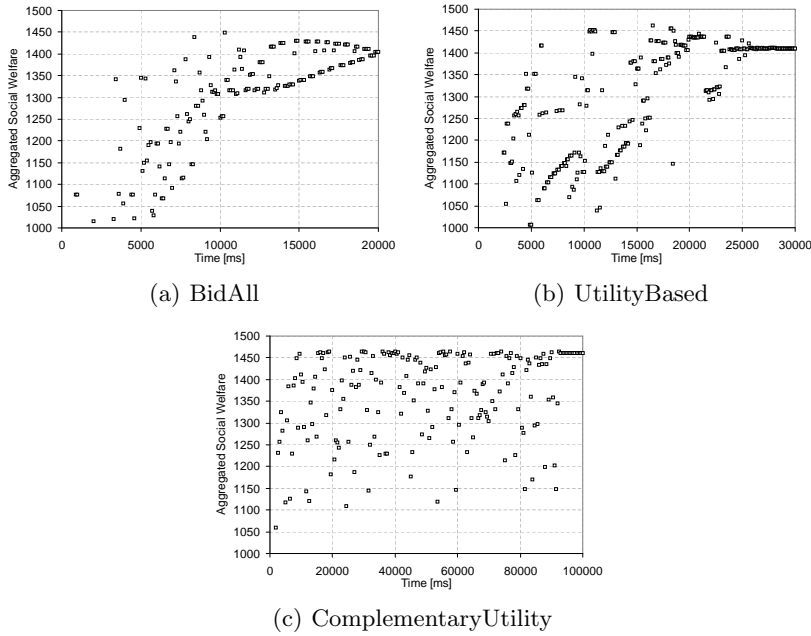 Aggregated Social Welfare
1500
1450
1400
1350
1300
1250
1200
1150
1100
1050
1000
0 5000 10000 15000 20000
Time [ms]
(a) BidAll
Aggregated Social Welfare
1500
1450
1400
1350
1300
1250
1200
1150
1100
1050
1000
0 5000 10000 15000 20000 25000 30000
Time [ms]
(b) UtilityBased
Aggregated Social Welfare
1500
1450
1400
1350
1300
1250
1200
1150
1100
1050
1000
0 20000 40000 60000 80000 100000
Time [ms]
(c) ComplementaryUtility